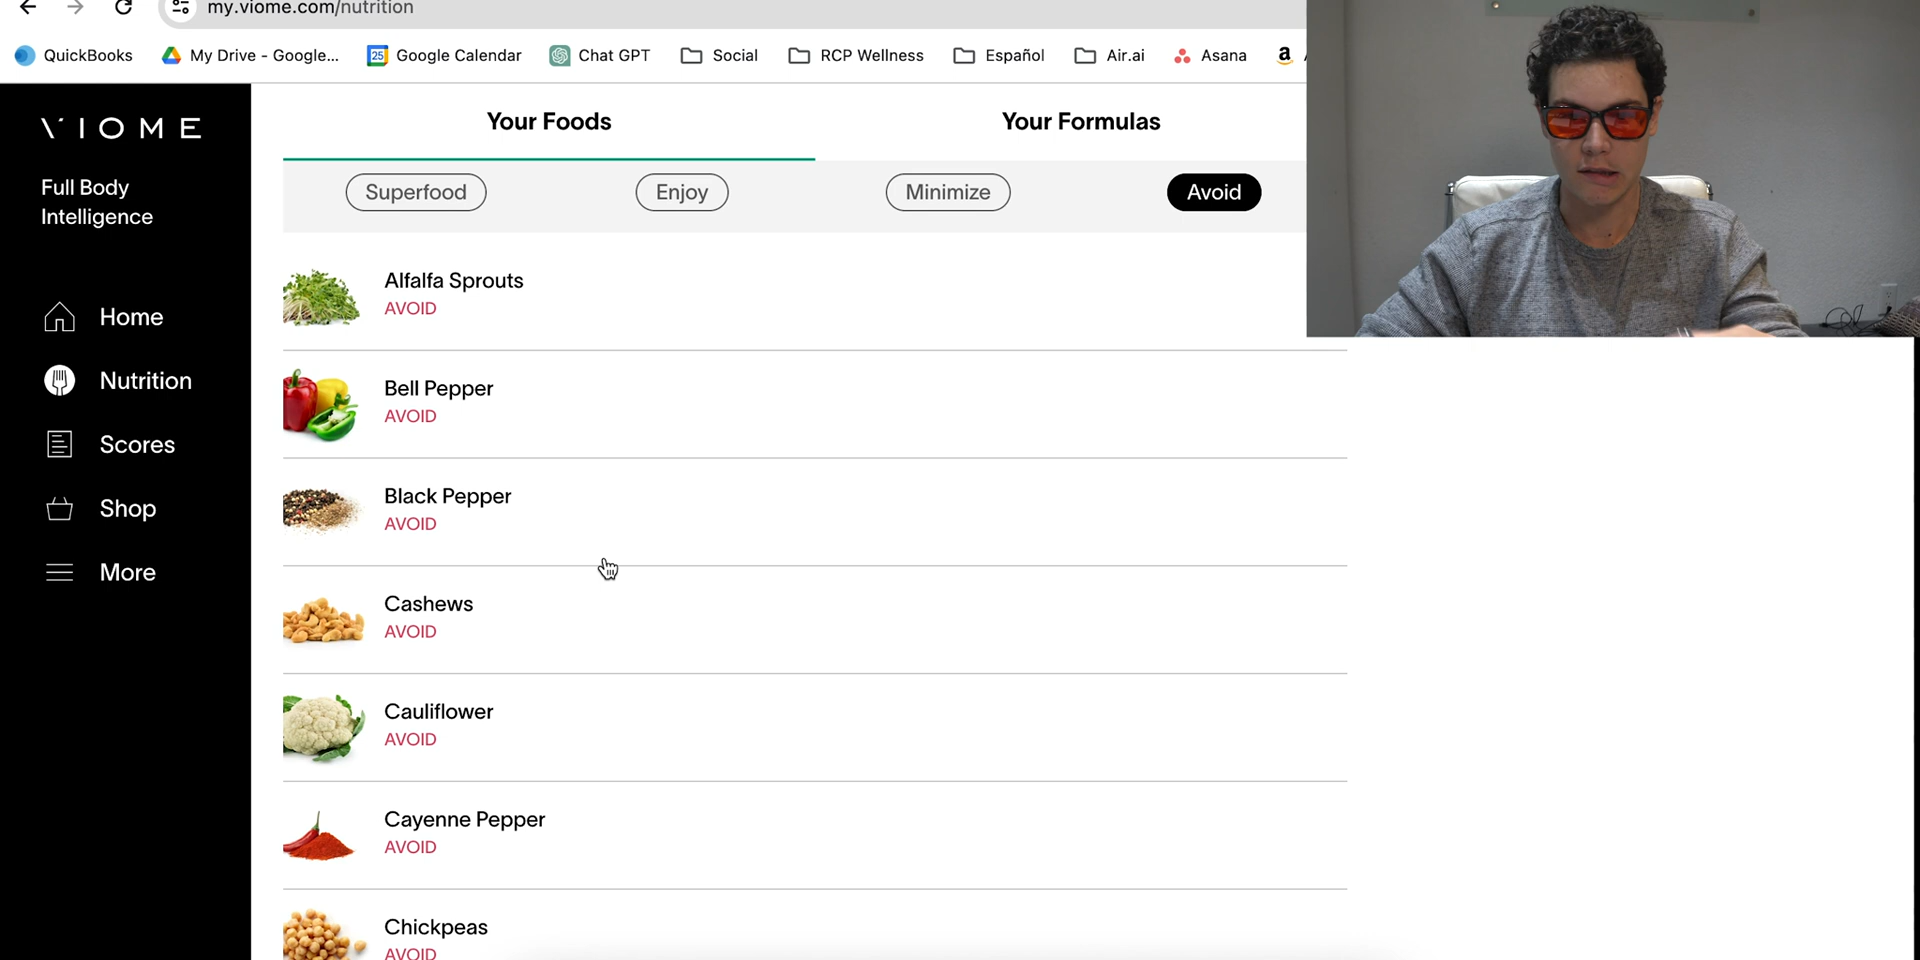 my.viome.com/nutrition
QuickBooks
My Drive - Google...
25
Google Calendar
Chat GPT
Social
RCP Wellness
Español
Air.ai
Asana
a
VIOME
Full Body
Intelligence
Home
Nutrition
Scores
Shop
More
Your Foods
Your Formulas
Superfood
Enjoy
Minimize
Avoid
Alfalfa Sprouts
AVOID
Bell Pepper
AVOID
Black Pepper
AVOID
Cashews
AVOID
Cauliflower
AVOID
Cayenne Pepper
AVOID
Chickpeas
AVOID